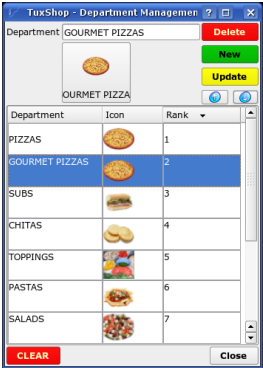 TuxShop - Department Managemen
Department GOURMET PIZZAS Delete
New
Update
OURMET PIZZA
Department Icon Rank
PIZZAS 1
GOURMET PIZZAS 2
SUBS 3
CHITAS 4
TOPPINGS 5
PASTAS 6
SALADS 7
CLEAR Close